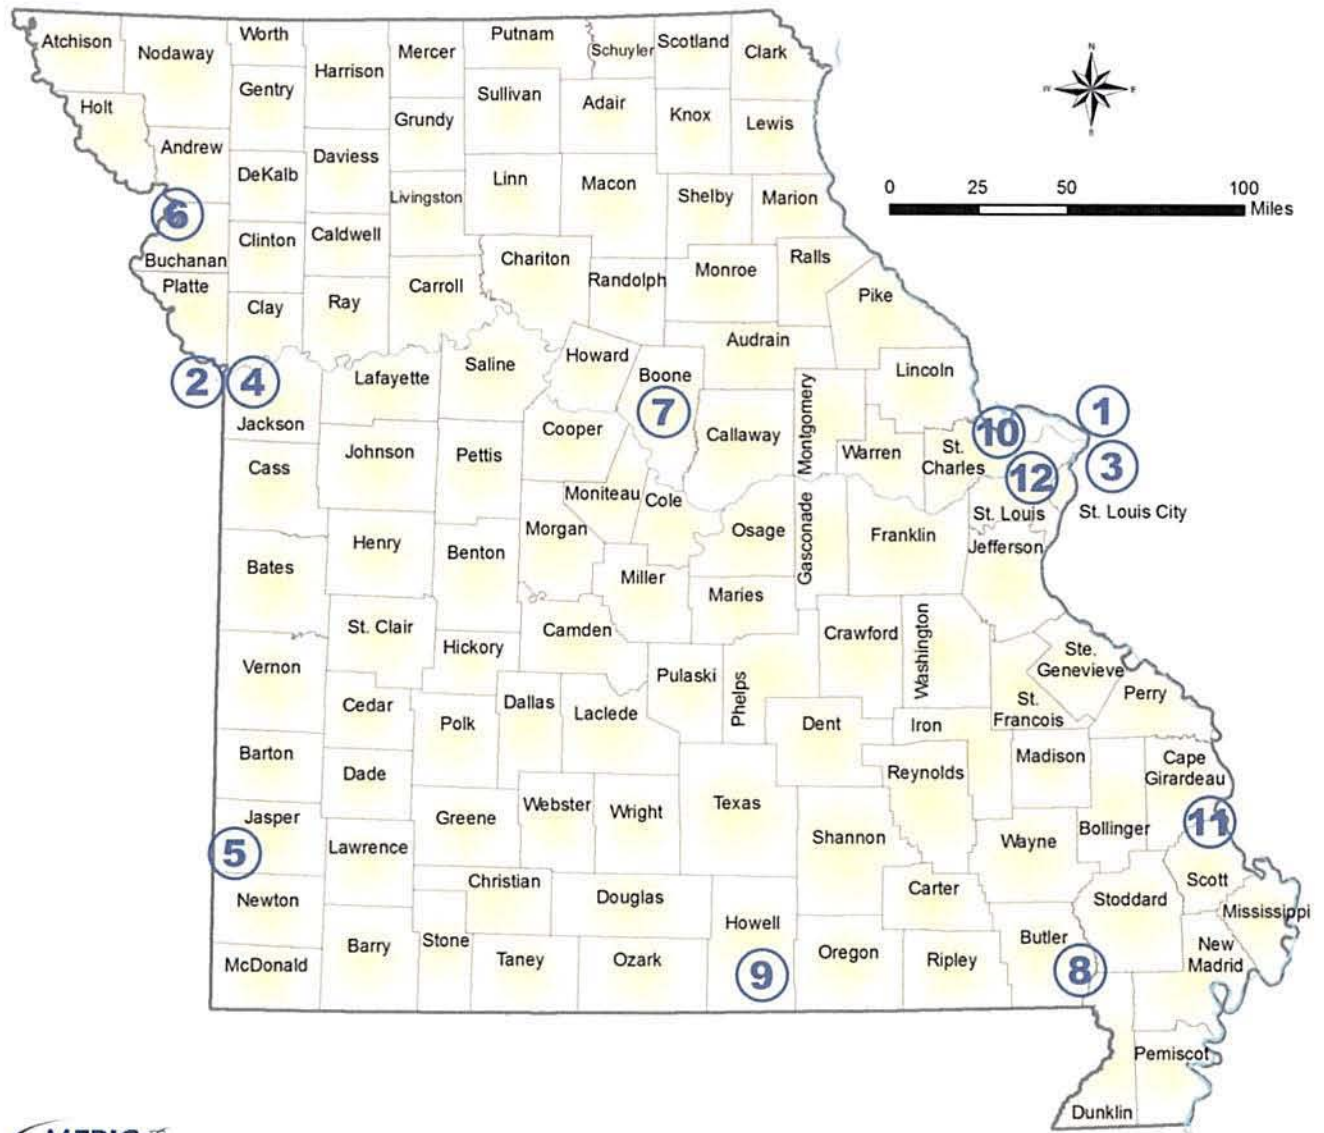 Atchison
Nodaway
Worth
Harrison
Mercer
Putnam
Schuyler
Scotland
Clark
N
W
E
S
Holt
Gentry
Grundy
Sullivan
Adair
Knox
Lewis
Andrew
DeKalb
Daviess
Livingston
Linn
Macon
Shelby
Marion
0 25 50 100
Miles
6
Buchanan
Clinton
Caldwell
Chariton
Randolph
Monroe
Ralls
Platte
Clay
Ray
Carroll
Pike
Audrain
2
4
Jackson
Lafayette
Saline
Howard
Boone
7
Lincoln
Montgomery
1
Cass
Johnson
Pettis
Cooper
Callaway
Warren
St.
Charles
10
12
3
Moniteau
Cole
St. Louis
St. Louis City
Bates
Henry
Benton
Morgan
Miller
Osage
Gasconade
Franklin
Jefferson
Maries
St. Clair
Hickory
Camden
Crawford
Washington
Ste.
Genevieve
Vernon
Cedar
Polk
Dallas
Laclede
Pulaski
Phelps
Dent
Iron
St.
Francois
Perry
Barton
Dade
Reynolds
Madison
Cape
Girardeau
Jasper
5
Lawrence
Greene
Webster
Wright
Texas
Shannon
Wayne
Bollinger
11
Newton
Christian
Douglas
Howell
9
Carter
Stoddard
Scott
Mississippi
McDonald
Barry
Stone
Taney
Ozark
Oregon
Ripley
Butler
8
New
Madrid
Pemiscot
Dunklin